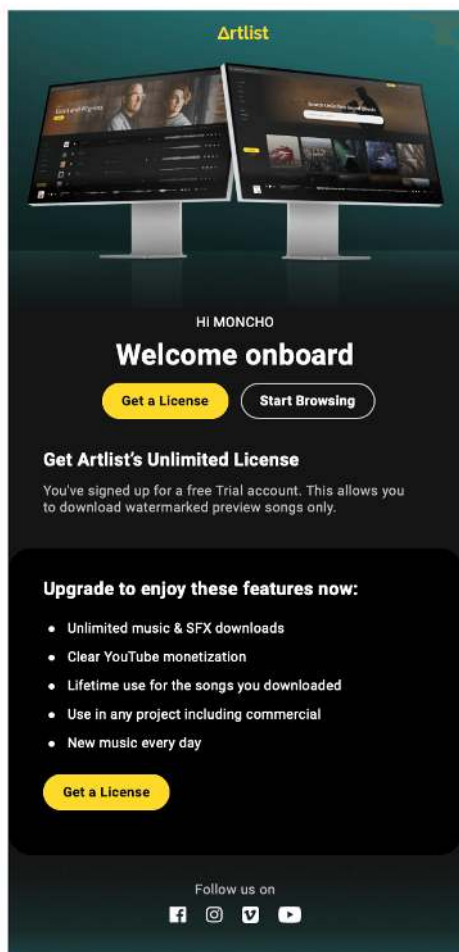 Artlist
Hi MONCHO
Welcome onboard
Get a License
Start Browsing
Get Artlist's Unlimited License
You've signed up for a free Trial account. This allows you
to download watermarked preview songs only.
Upgrade to enjoy these features now:
Unlimited music & SFX downloads
Clear YouTube monetization
Lifetime use for the songs you downloaded
Use in any project including commercial
New music every day
Get a License
Follow us on